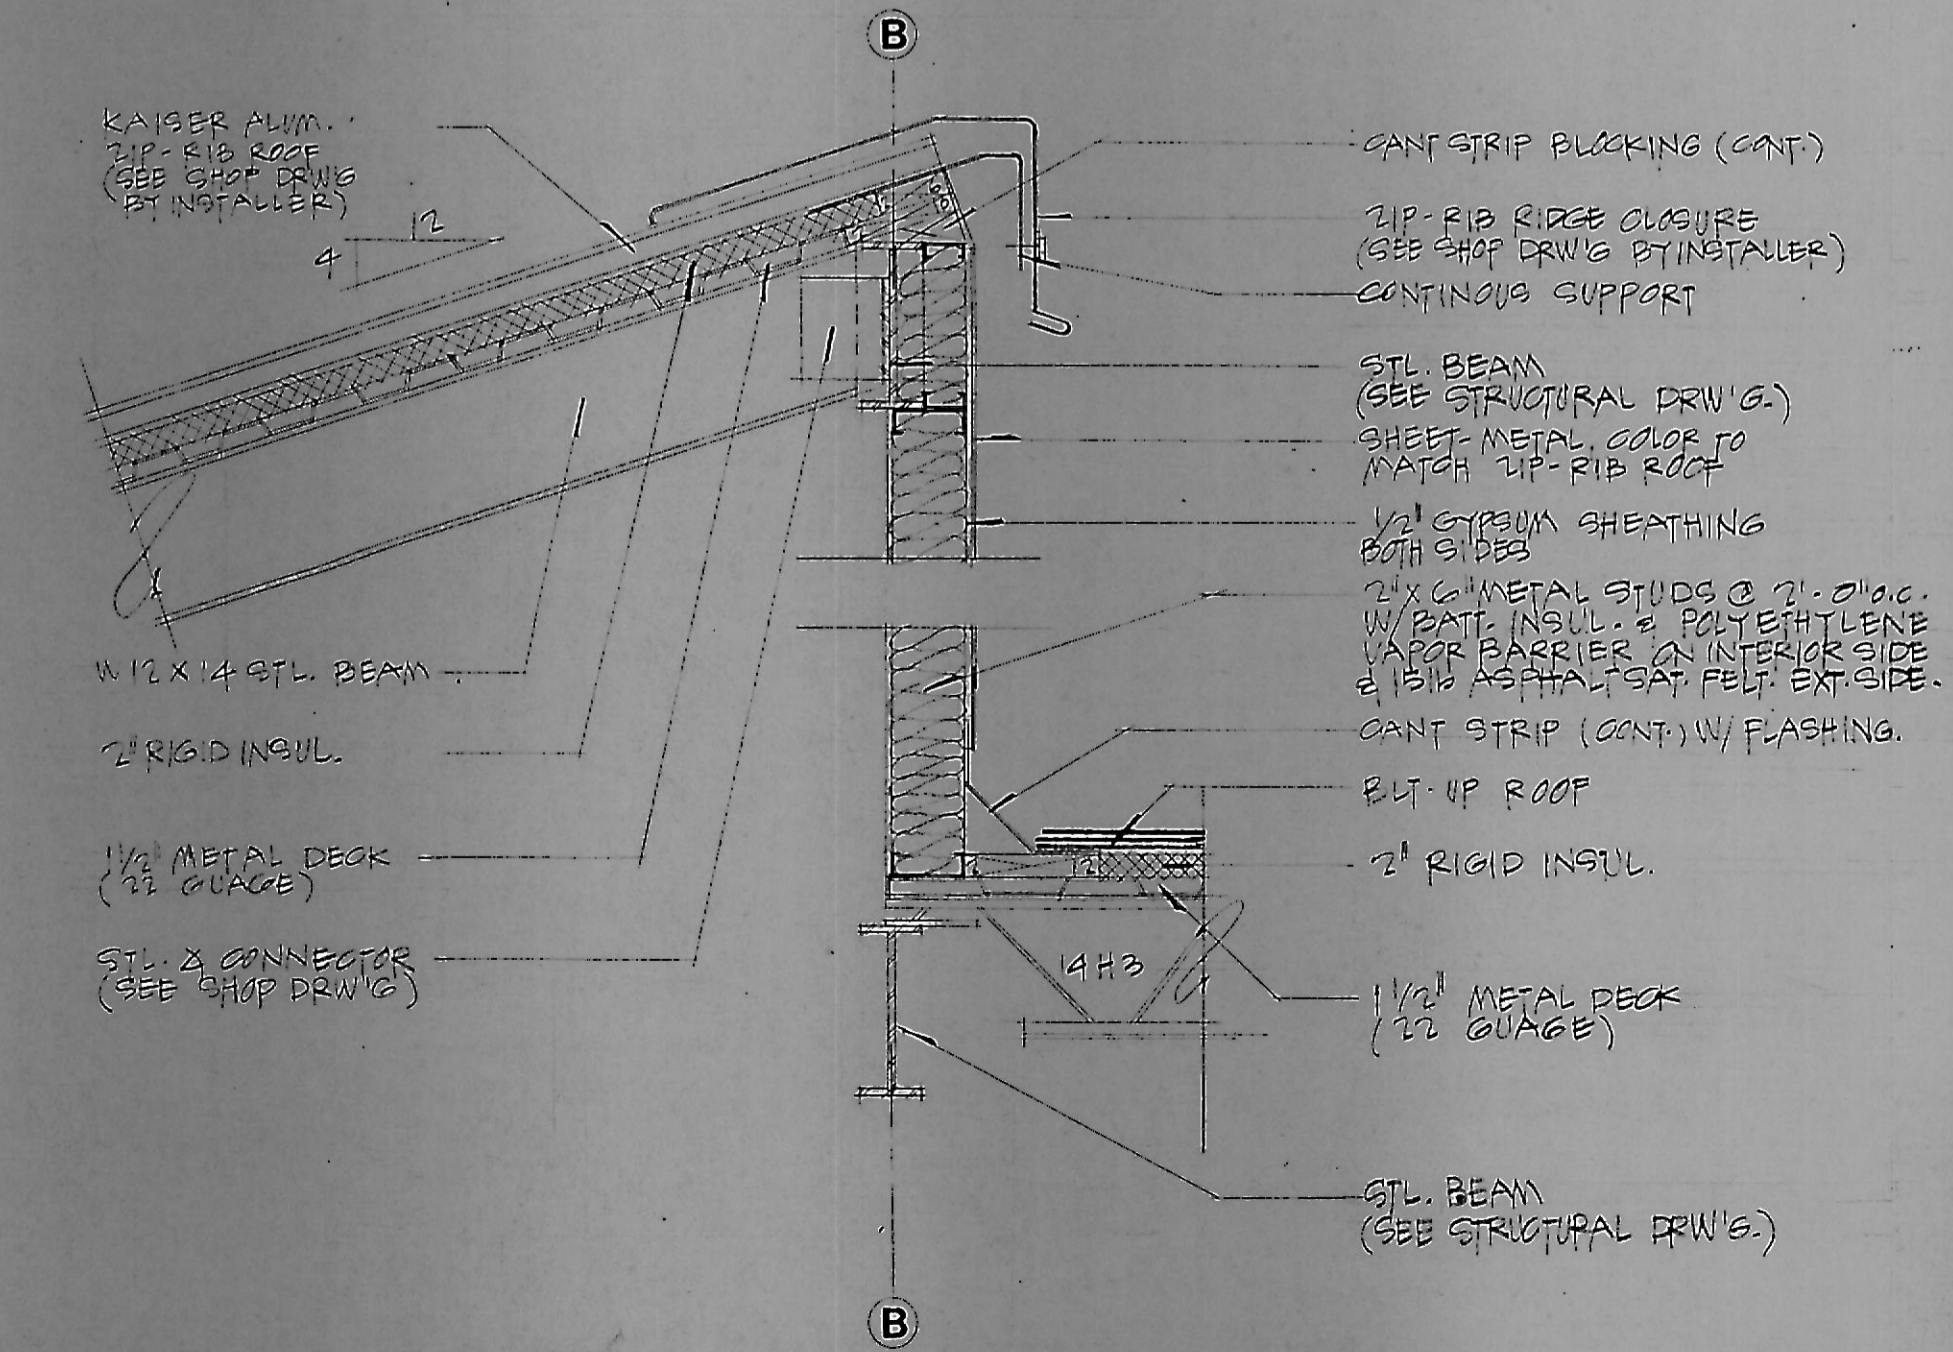 B
KAISER ALUM.
ZIP-RIB ROOF
(SEE SHOP DRW'G
BY INSTALLER)
12
4
W 12 X 14 STL. BEAM
2" RIGID INSUL.
1 1/2" METAL DECK
(22 GUAGE)
STL. ∡ CONNECTOR
(SEE SHOP DRW'G)
CANT STRIP BLOCKING (CONT.)
ZIP-RIB RIDGE CLOSURE
(SEE SHOP DRW'G BY INSTALLER)
CONTINOUS SUPPORT
STL. BEAM
(SEE STRUCTURAL DRW'G.)
SHEET-METAL, COLOR TO
MATCH ZIP-RIB ROOF
1/2" GYPSUM SHEATHING
BOTH SIDES
2" X 6" METAL STUDS @ 2'-0" O.C.
W/ BATT. INSUL. & POLYETHYLENE
VAPOR BARRIER ON INTERIOR SIDE
& 15 lb ASPHALT SAT. FELT. EXT. SIDE.
CANT STRIP (CONT.) W/ FLASHING.
BLT-UP ROOF
2" RIGID INSUL.
12
14H3
1 1/2" METAL DECK
(22 GUAGE)
STL. BEAM
(SEE STRUCTURAL DRW'G.)
B